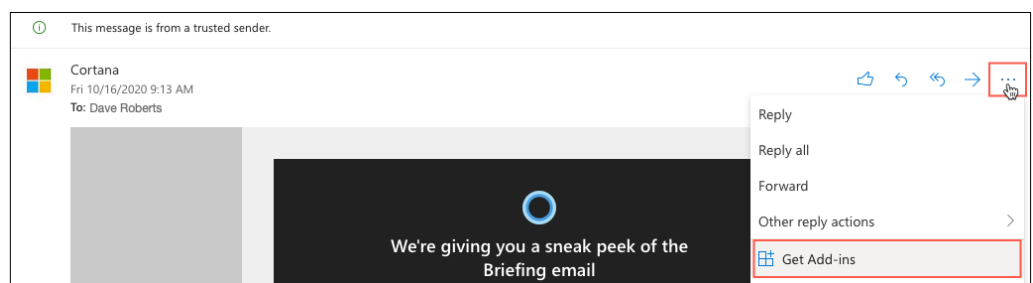 This message is from a trusted sender.
Cortana
Fri 10/16/2020 9:13 AM
To: Dave Roberts
Reply
Reply all
Forward
Other reply actions
Get Add-ins
We're giving you a sneak peek of the
Briefing email